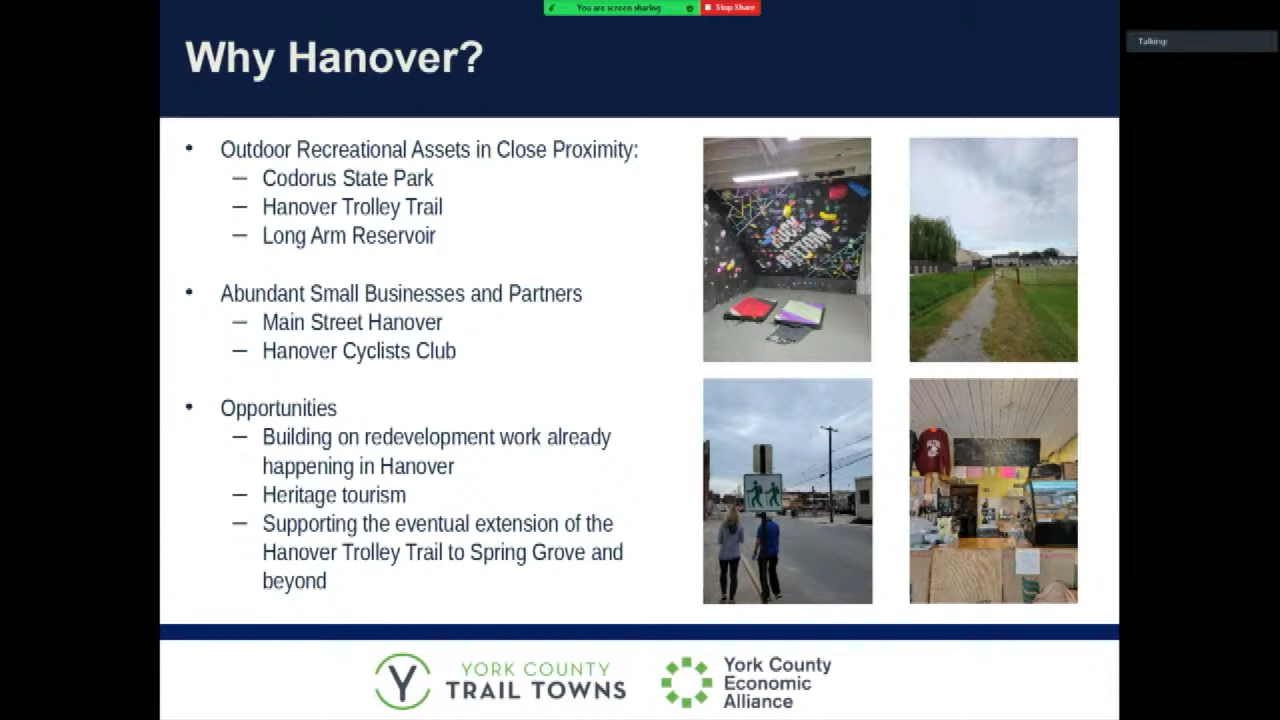 You are screen sharing
Stop Share
Talking:
Why Hanover?
• Outdoor Recreational Assets in Close Proximity:
– Codorus State Park
– Hanover Trolley Trail
– Long Arm Reservoir
• Abundant Small Businesses and Partners
– Main Street Hanover
– Hanover Cyclists Club
• Opportunities
– Building on redevelopment work already
happening in Hanover
– Heritage tourism
– Supporting the eventual extension of the
Hanover Trolley Trail to Spring Grove and
beyond
ROCK
BOTTOM
Y YORK COUNTY
TRAIL TOWNS
York County
Economic
Alliance